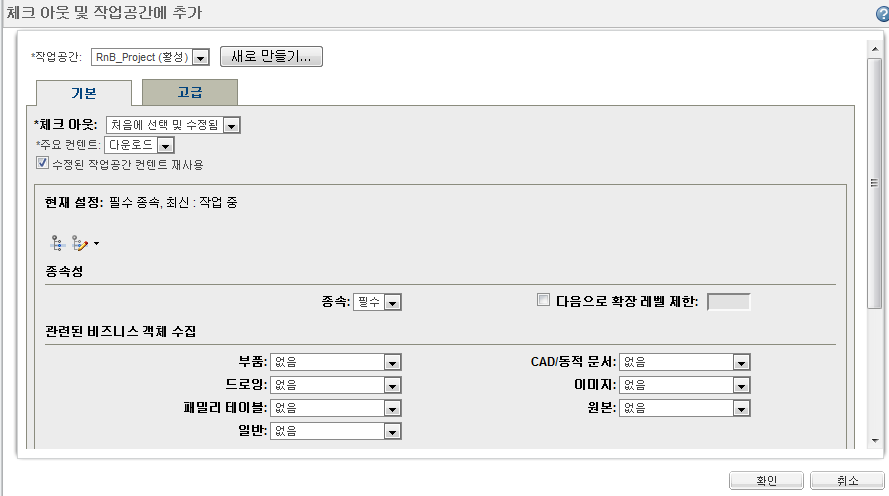 체크 아웃 및 작업공간에 추가
*작업공간: RnB_Project (활성) 새로 만들기...
기본 고급
*체크 아웃: 처음에 선택 및 수정됨
*주요 컨텐트: 다운로드
수정된 작업공간 컨텐트 재사용
현재 설정: 필수 종속, 최신 : 작업 중
종속성
종속: 필수 다음으로 확장 레벨 제한:
관련된 비즈니스 객체 수집
부품: 없음 CAD/동적 문서: 없음
드로잉: 없음 이미지: 없음
패밀리 테이블: 없음 원본: 없음
일반: 없음
확인 취소